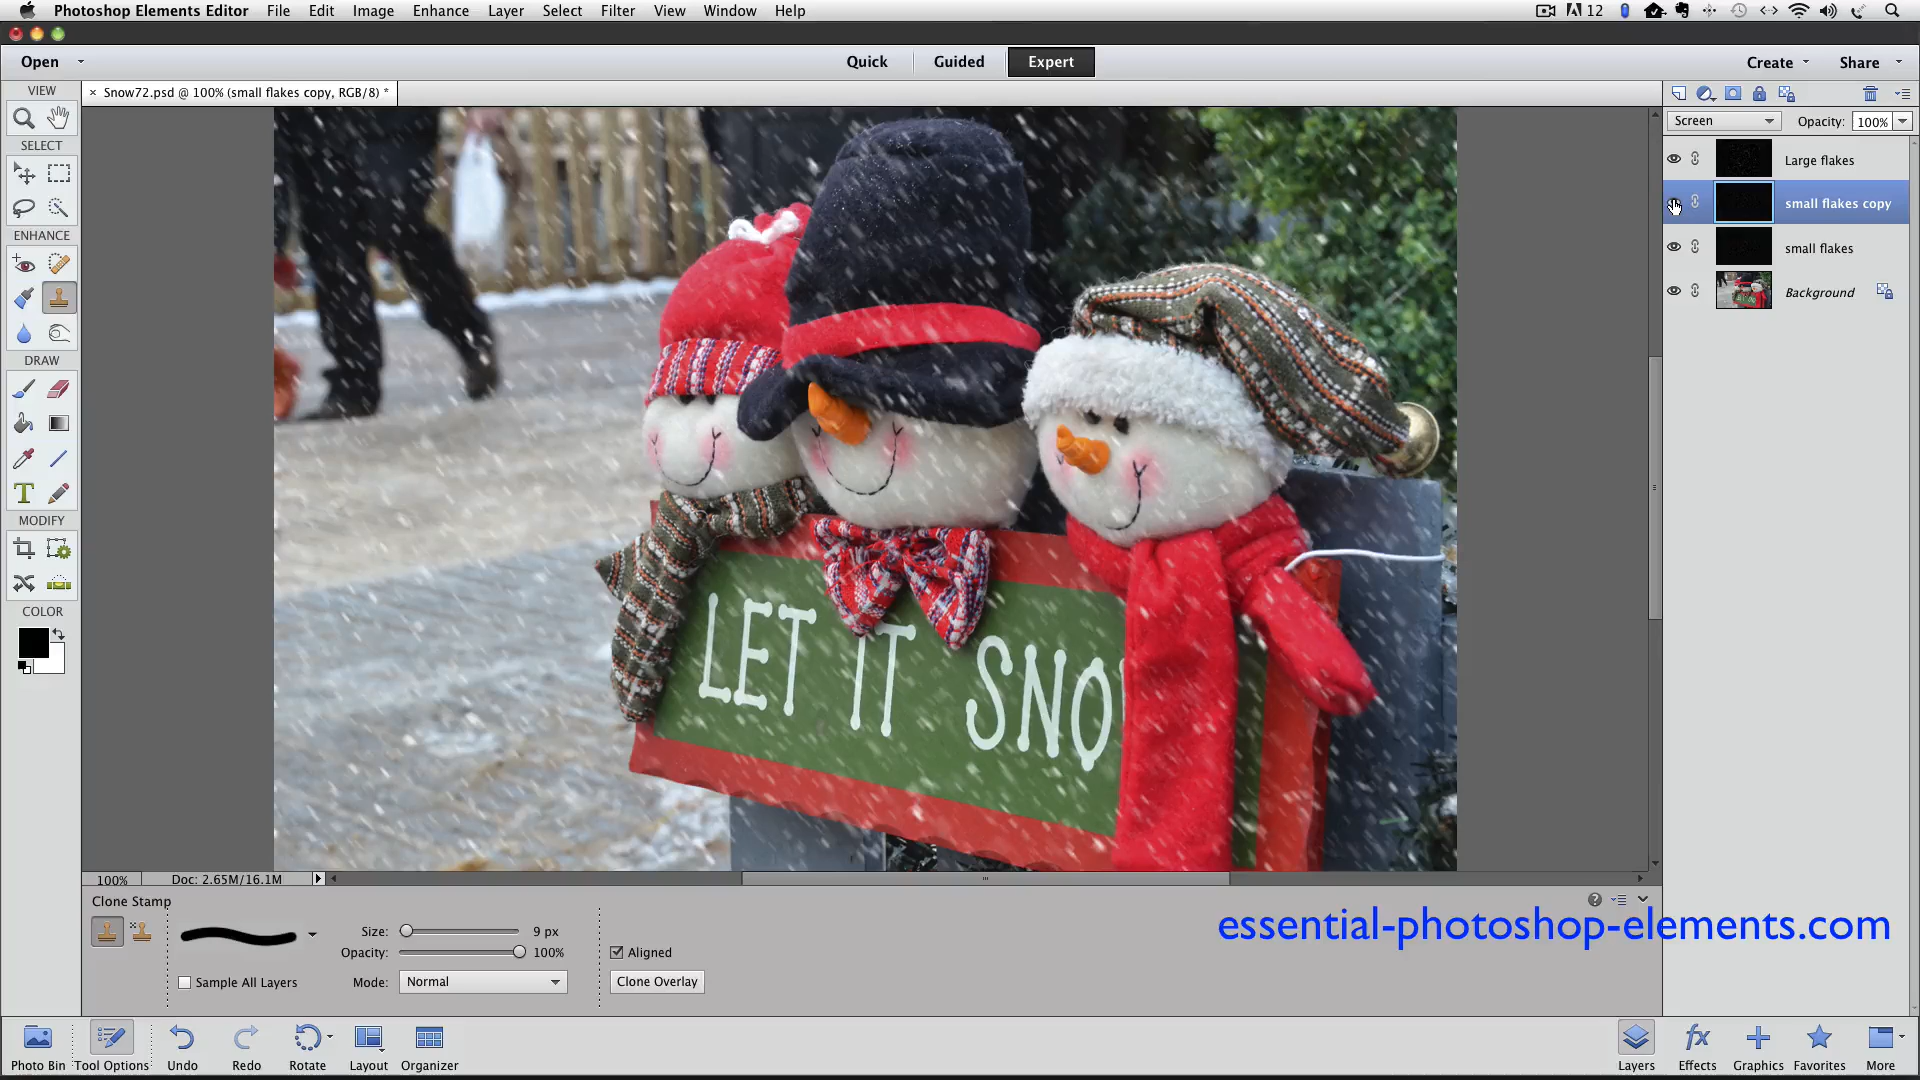 Photoshop Elements Editor File Edit Image Enhance Layer Select Filter View Window Help 12
Open Quick Guided Expert Create Share
VIEW
× Snow72.psd @ 100% (small flakes copy, RGB/8) *
Screen Opacity: 100%
SELECT
Large flakes
small flakes copy
ENHANCE
small flakes
Background
DRAW
T
MODIFY
COLOR
LET IT SNO
100% Doc: 2.65M/16.1M
Clone Stamp
Size: 9 px
Opacity: 100%
Aligned
Sample All Layers
Mode: Normal
Clone Overlay
essential-photoshop-elements.com
Photo Bin Tool Options Undo Redo Rotate Layout Organizer
Layers Effects Graphics Favorites More